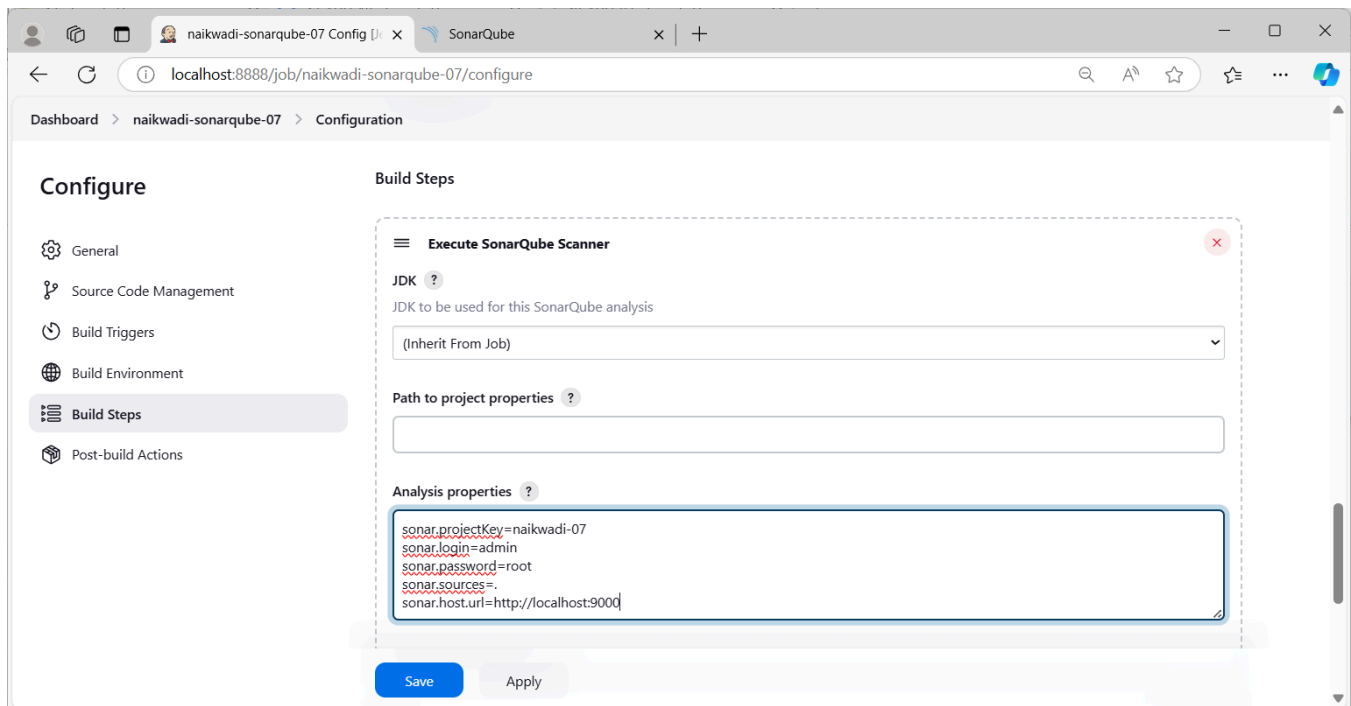 naikwadi-sonarqube-07 Config [Je
SonarQube
localhost:8888/job/naikwadi-sonarqube-07/configure
Dashboard > naikwadi-sonarqube-07 > Configuration
Configure
General
Source Code Management
Build Triggers
Build Environment
Build Steps
Post-build Actions
Build Steps
Execute SonarQube Scanner
JDK ?
JDK to be used for this SonarQube analysis
(Inherit From Job)
Path to project properties ?
Analysis properties ?
sonar.projectKey=naikwadi-07
sonar.login=admin
sonar.password=root
sonar.sources=.
sonar.host.url=http://localhost:9000
Save Apply